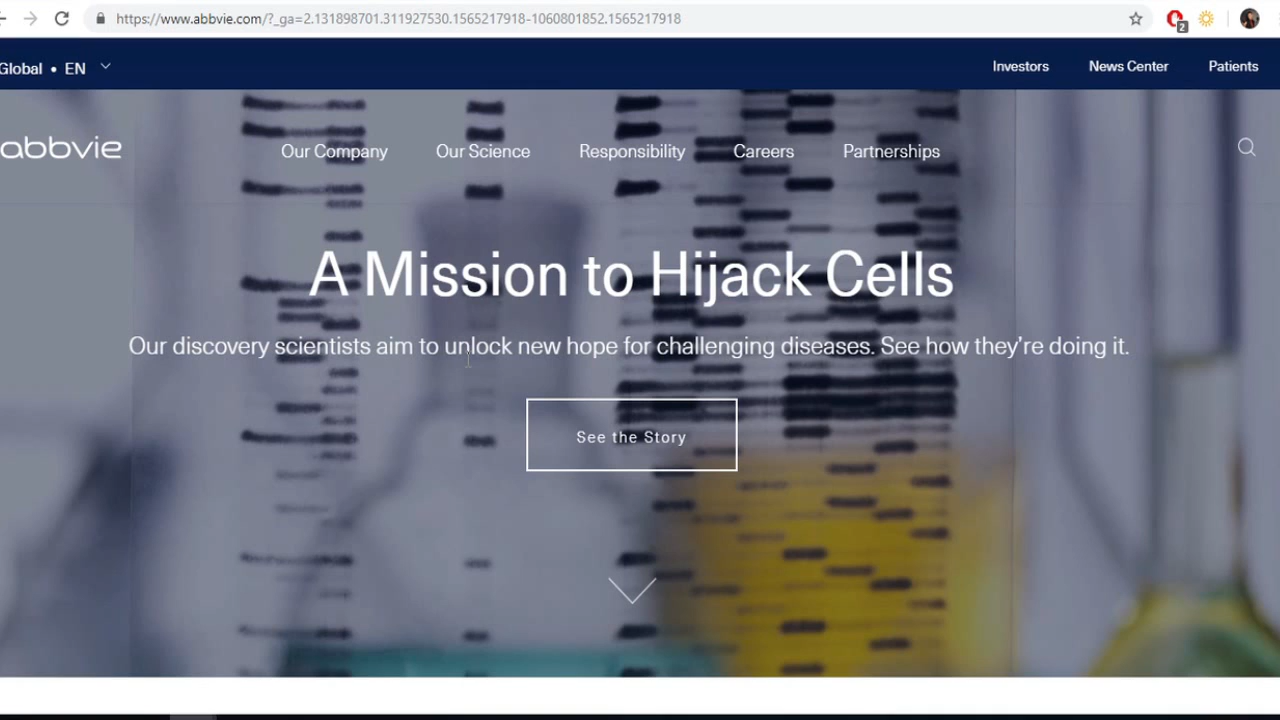 https://www.abbvie.com/?_ga=2.131898701.311927530.1565217918-1060801852.1565217918
2
Global • EN
Investors
News Center
Patients
abbvie
Our Company
Our Science
Responsibility
Careers
Partnerships
A Mission to Hijack Cells
Our discovery scientists aim to unlock new hope for challenging diseases. See how they're doing it.
See the Story